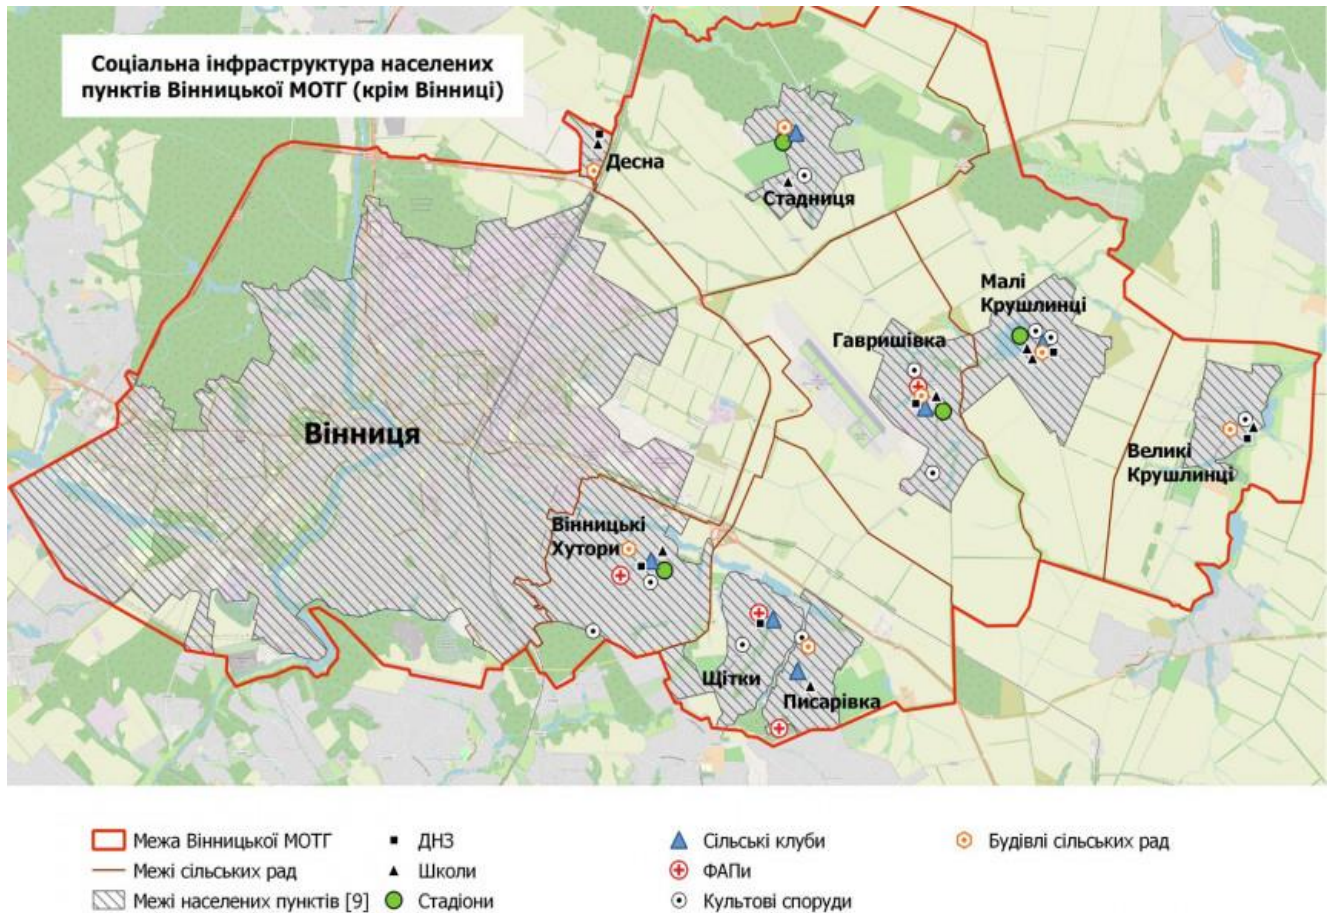 Соціальна інфраструктура населених
пунктів Вінницької МОТГ (крім Вінниці)
Десна
Стадниця
Малі
Крушлинці
Гавришівка
Вінниця
Великі
Крушлинці
Вінницькі
Хутори
Щітки
Писарівка
Межа Вінницької МОТГ
ДНЗ
Сільські клуби
Будівлі сільських рад
Межі сільських рад
Школи
ФАПи
Межі населених пунктів [9]
Стадіони
Культові споруди